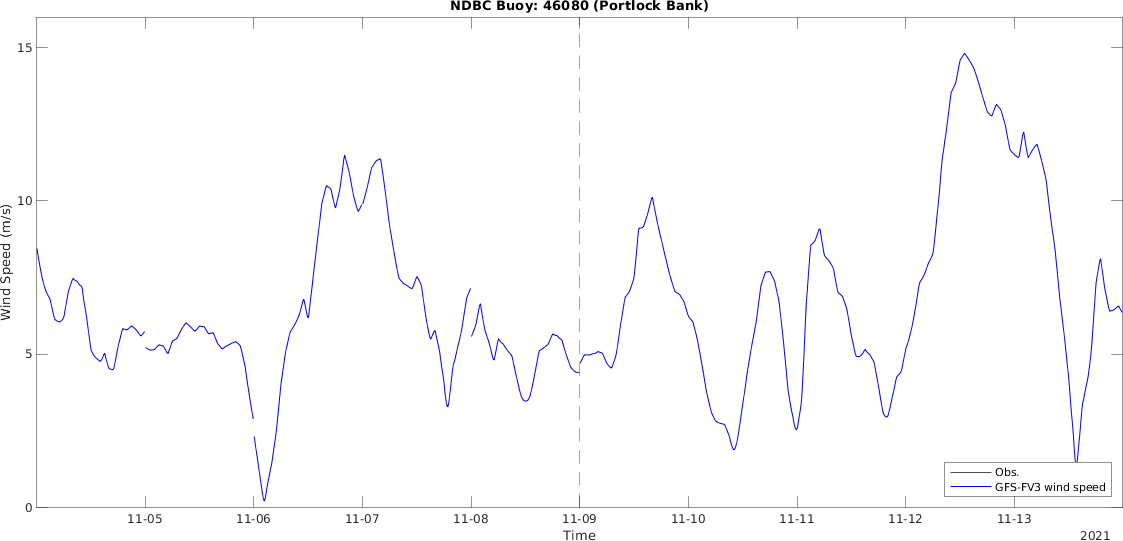 NDBC Buoy: 46080 (Portlock Bank)
15
10
5
0
Wind Speed (m/s)
11-05 11-06 11-07 11-08 11-09 11-10 11-11 11-12 11-13
Time
2021
Obs.
GFS-FV3 wind speed